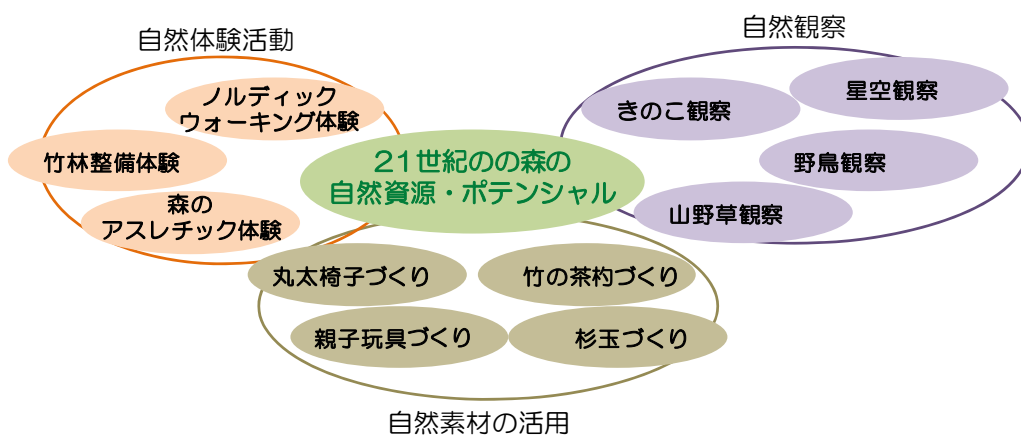 自然体験活動
ノルディック
ウォーキング体験
竹林整備体験
森の
アスレチック体験
21世紀のの森の
自然資源・ポテンシャル
自然観察
きのこ観察
星空観察
野鳥観察
山野草観察
丸太椅子づくり
竹の茶杓づくり
親子玩具づくり
杉玉づくり
自然素材の活用